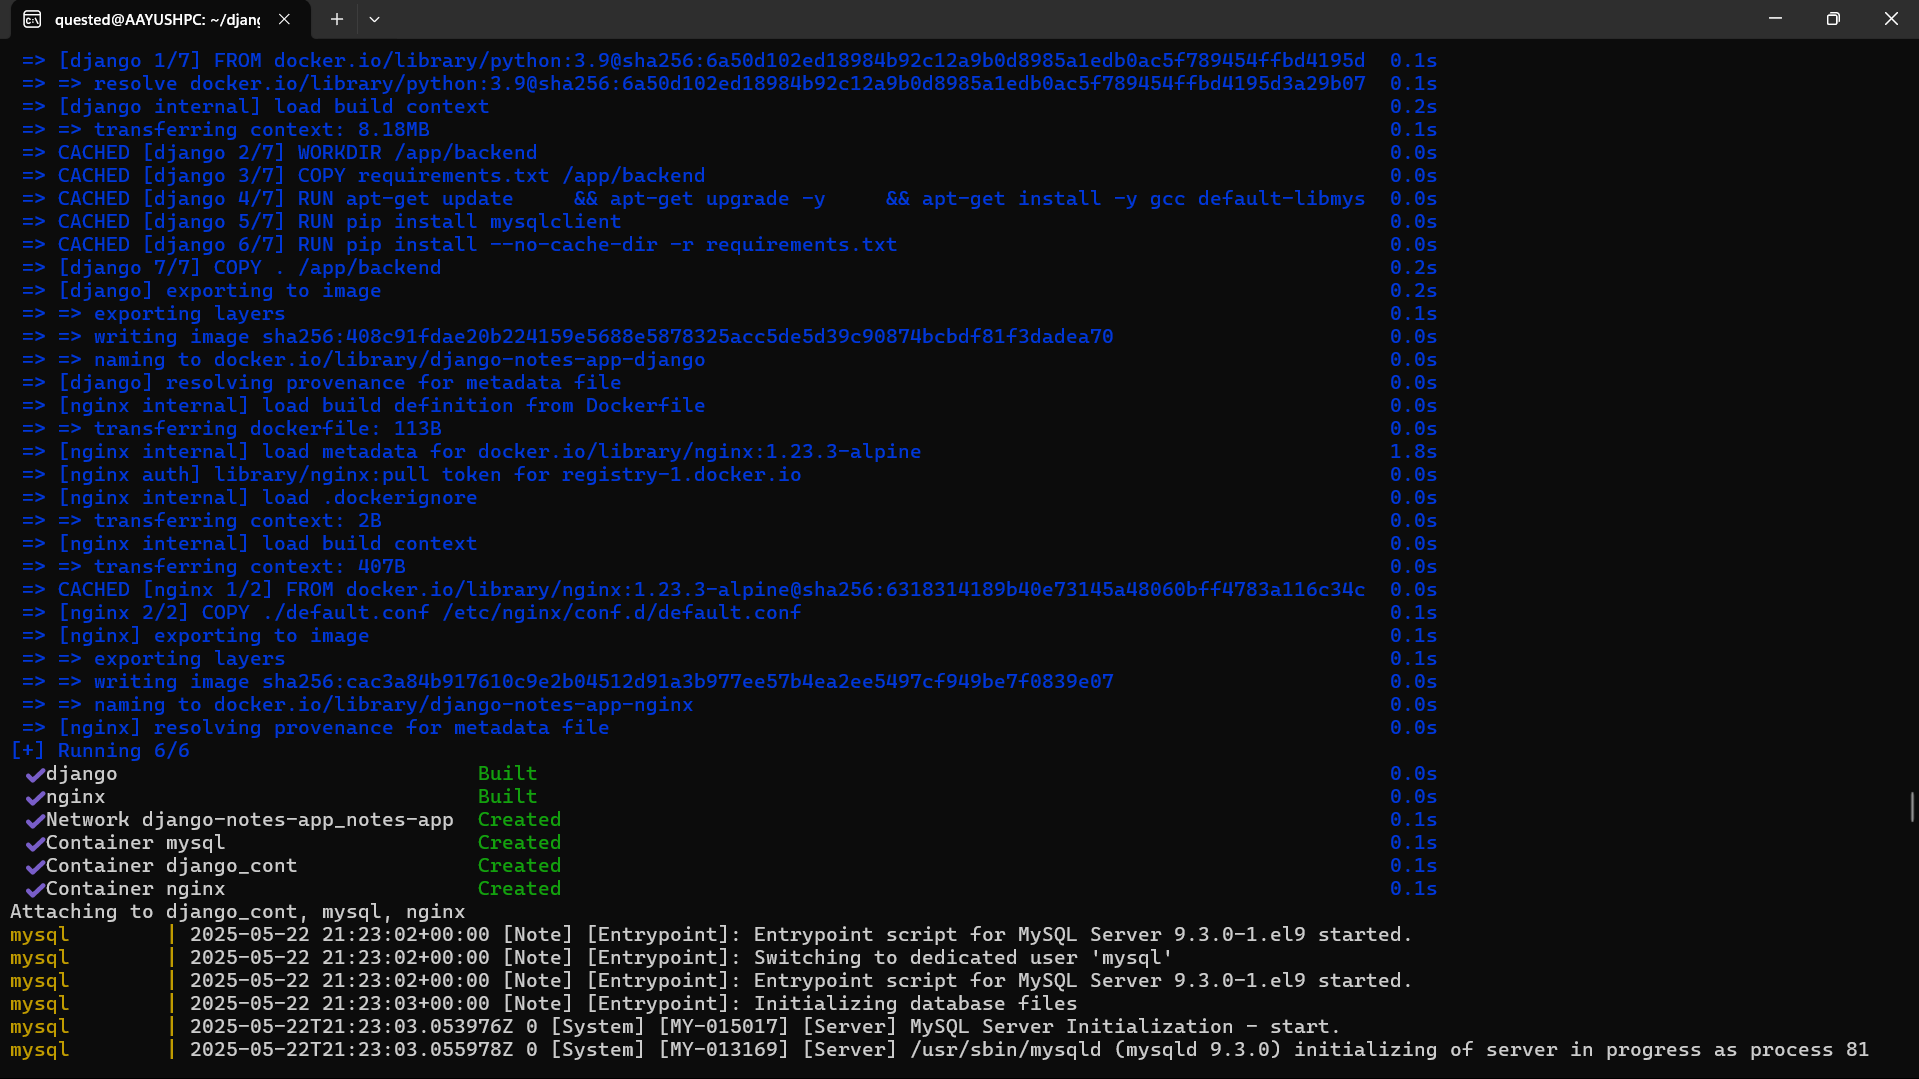 quested@AAYUSHPC: ~/djang
=> [django 1/7] FROM docker.io/library/python:3.9@sha256:6a50d102ed18984b92c12a9b0d8985a1edb0ac5f789454ffbd4195d 0.1s
=> => resolve docker.io/library/python:3.9@sha256:6a50d102ed18984b92c12a9b0d8985a1edb0ac5f789454ffbd4195d3a29b07 0.1s
=> [django internal] load build context 0.2s
=> => transferring context: 8.18MB 0.1s
=> CACHED [django 2/7] WORKDIR /app/backend 0.0s
=> CACHED [django 3/7] COPY requirements.txt /app/backend 0.0s
=> CACHED [django 4/7] RUN apt-get update     && apt-get upgrade -y     && apt-get install -y gcc default-libmys 0.0s
=> CACHED [django 5/7] RUN pip install mysqlclient 0.0s
=> CACHED [django 6/7] RUN pip install --no-cache-dir -r requirements.txt 0.0s
=> [django 7/7] COPY . /app/backend 0.2s
=> [django] exporting to image 0.2s
=> => exporting layers 0.1s
=> => writing image sha256:408c91fdae20b224159e5688e5878325acc5de5d39c90874bcbdf81f3dadea70 0.0s
=> => naming to docker.io/library/django-notes-app-django 0.0s
=> [django] resolving provenance for metadata file 0.0s
=> [nginx internal] load build definition from Dockerfile 0.0s
=> => transferring dockerfile: 113B 0.0s
=> [nginx internal] load metadata for docker.io/library/nginx:1.23.3-alpine 1.8s
=> [nginx auth] library/nginx:pull token for registry-1.docker.io 0.0s
=> [nginx internal] load .dockerignore 0.0s
=> => transferring context: 2B 0.0s
=> [nginx internal] load build context 0.0s
=> => transferring context: 407B 0.0s
=> CACHED [nginx 1/2] FROM docker.io/library/nginx:1.23.3-alpine@sha256:6318314189b40e73145a48060bff4783a116c34c 0.0s
=> [nginx 2/2] COPY ./default.conf /etc/nginx/conf.d/default.conf 0.1s
=> [nginx] exporting to image 0.1s
=> => exporting layers 0.1s
=> => writing image sha256:cac3a84b917610c9e2b04512d91a3b977ee57b4ea2ee5497cf949be7f0839e07 0.0s
=> => naming to docker.io/library/django-notes-app-nginx 0.0s
=> [nginx] resolving provenance for metadata file 0.0s
[+] Running 6/6
✔django Built 0.0s
✔nginx Built 0.0s
✔Network django-notes-app_notes-app Created 0.1s
✔Container mysql Created 0.1s
✔Container django_cont Created 0.1s
✔Container nginx Created 0.1s
Attaching to django_cont, mysql, nginx
mysql | 2025-05-22 21:23:02+00:00 [Note] [Entrypoint]: Entrypoint script for MySQL Server 9.3.0-1.el9 started.
mysql | 2025-05-22 21:23:02+00:00 [Note] [Entrypoint]: Switching to dedicated user 'mysql'
mysql | 2025-05-22 21:23:02+00:00 [Note] [Entrypoint]: Entrypoint script for MySQL Server 9.3.0-1.el9 started.
mysql | 2025-05-22 21:23:03+00:00 [Note] [Entrypoint]: Initializing database files
mysql | 2025-05-22T21:23:03.053976Z 0 [System] [MY-015017] [Server] MySQL Server Initialization - start.
mysql | 2025-05-22T21:23:03.055978Z 0 [System] [MY-013169] [Server] /usr/sbin/mysqld (mysqld 9.3.0) initializing of server in progress as process 81